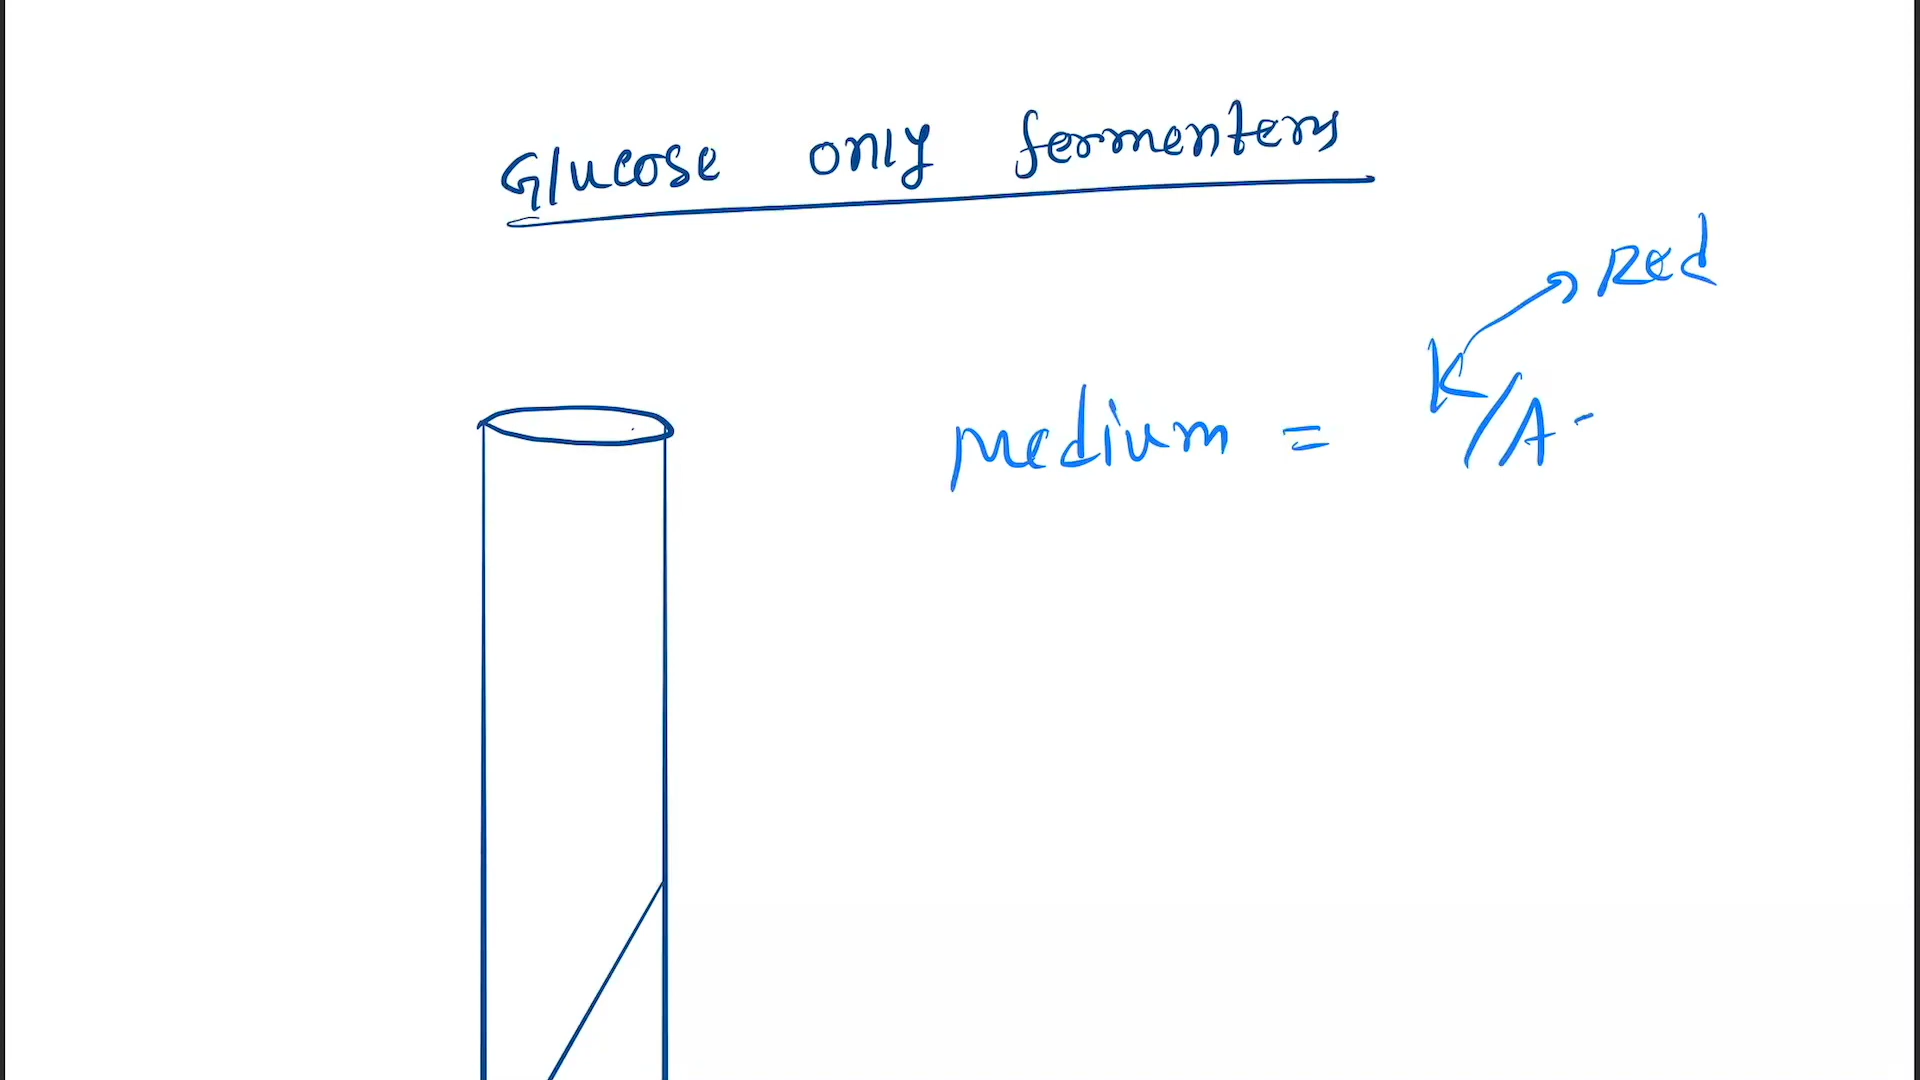 Glucose only fermenters
Red
Medium = K/A -